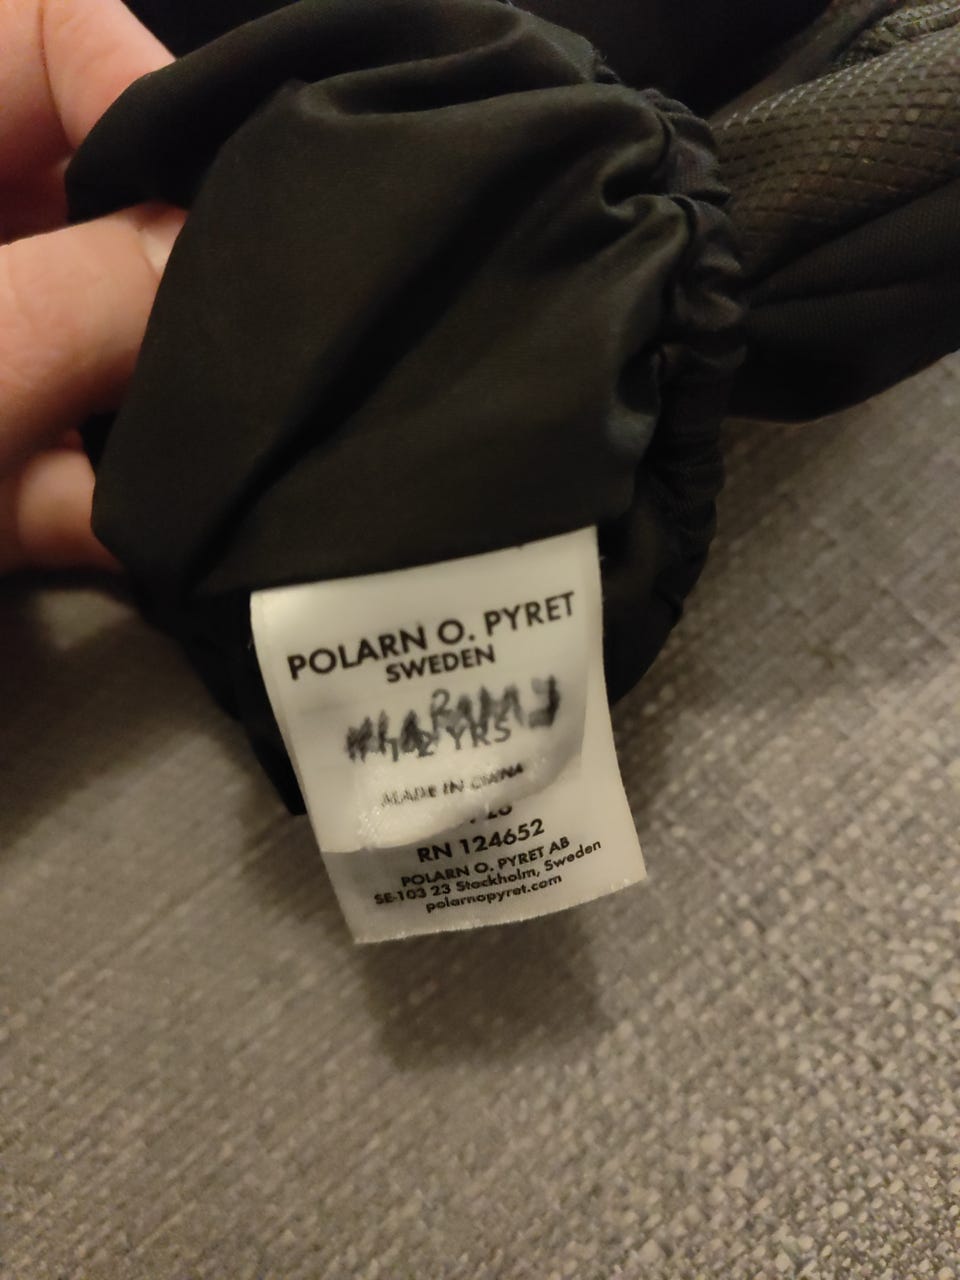 POLARN O. PYRET
SWEDEN
YRS
MADE IN CHINA
RN 124652
POLARN O. PYRET AB
SE-103 23 Stockholm, Sweden
polarnopyret.com